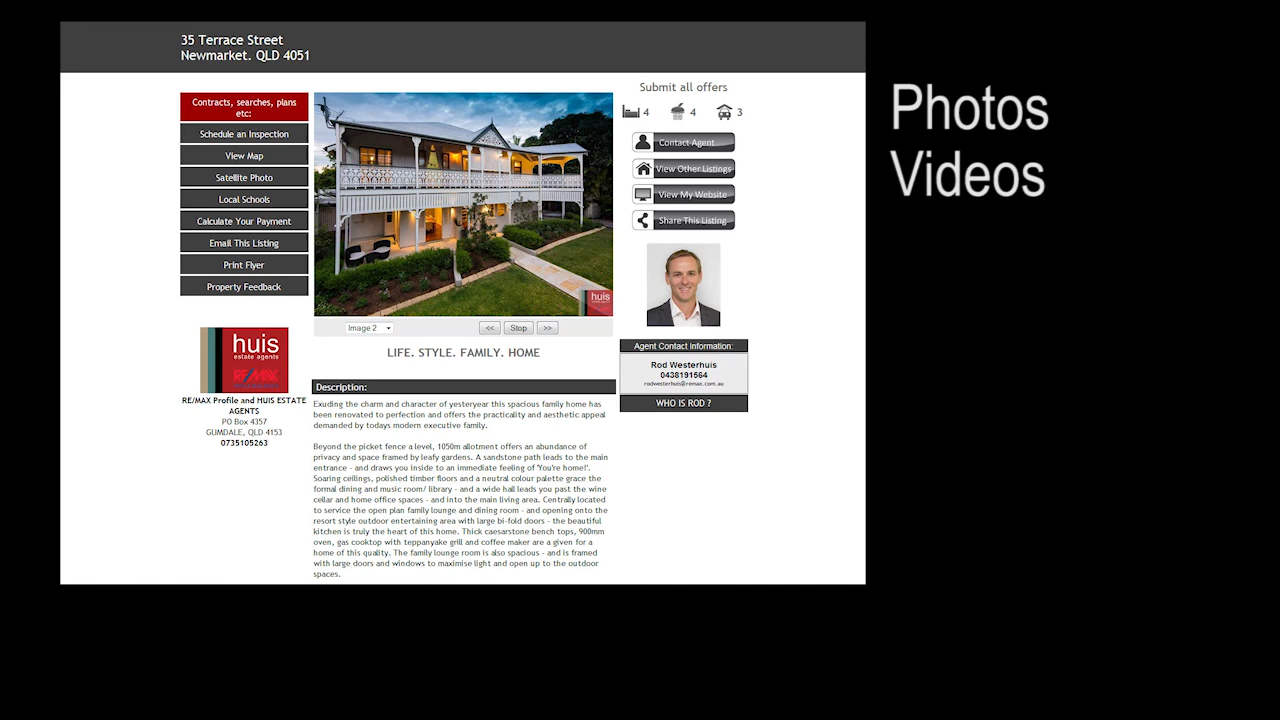 35 Terrace Street
Newmarket. QLD 4051
Contracts, searches, plans
etc:
Schedule an Inspection
View Map
Satellite Photo
Local Schools
Calculate Your Payment
Email This Listing
Print Flyer
Property Feedback
huis
estate agents
RE/MAX
RE/MAX Profile and HUIS ESTATE
AGENTS
PO Box 4357
GUMDALE, QLD 4153
0735105263
huis
Image 2
<<
Stop
>>
LIFE. STYLE. FAMILY. HOME
Description:
Exuding the charm and character of yesteryear this spacious family home has
been renovated to perfection and offers the practicality and aesthetic appeal
demanded by todays modern executive family.
Beyond the picket fence a level, 1050m allotment offers an abundance of
privacy and space framed by leafy gardens. A sandstone path leads to the main
entrance - and draws you inside to an immediate feeling of 'You're home!'.
Soaring ceilings, polished timber floors and a neutral colour palette grace the
formal dining and music room/ library - and a wide hall leads you past the wine
cellar and home office spaces - and into the main living area. Centrally located
to service the open plan family lounge and dining room - and opening onto the
resort style outdoor entertaining area with large bi-fold doors - the beautiful
kitchen is truly the heart of this home. Thick caesarstone bench tops, 900mm
oven, gas cooktop with teppanyake grill and coffee maker are a given for a
home of this quality. The family lounge room is also spacious - and is framed
with large doors and windows to maximise light and open up to the outdoor
spaces.
Submit all offers
4 4 3
Contact Agent
View Other Listings
View My Website
Share This Listing
Agent Contact Information:
Rod Westerhuis
0438191564
rodwesterhuis@remax.com.au
WHO IS ROD ?
Photos
Videos